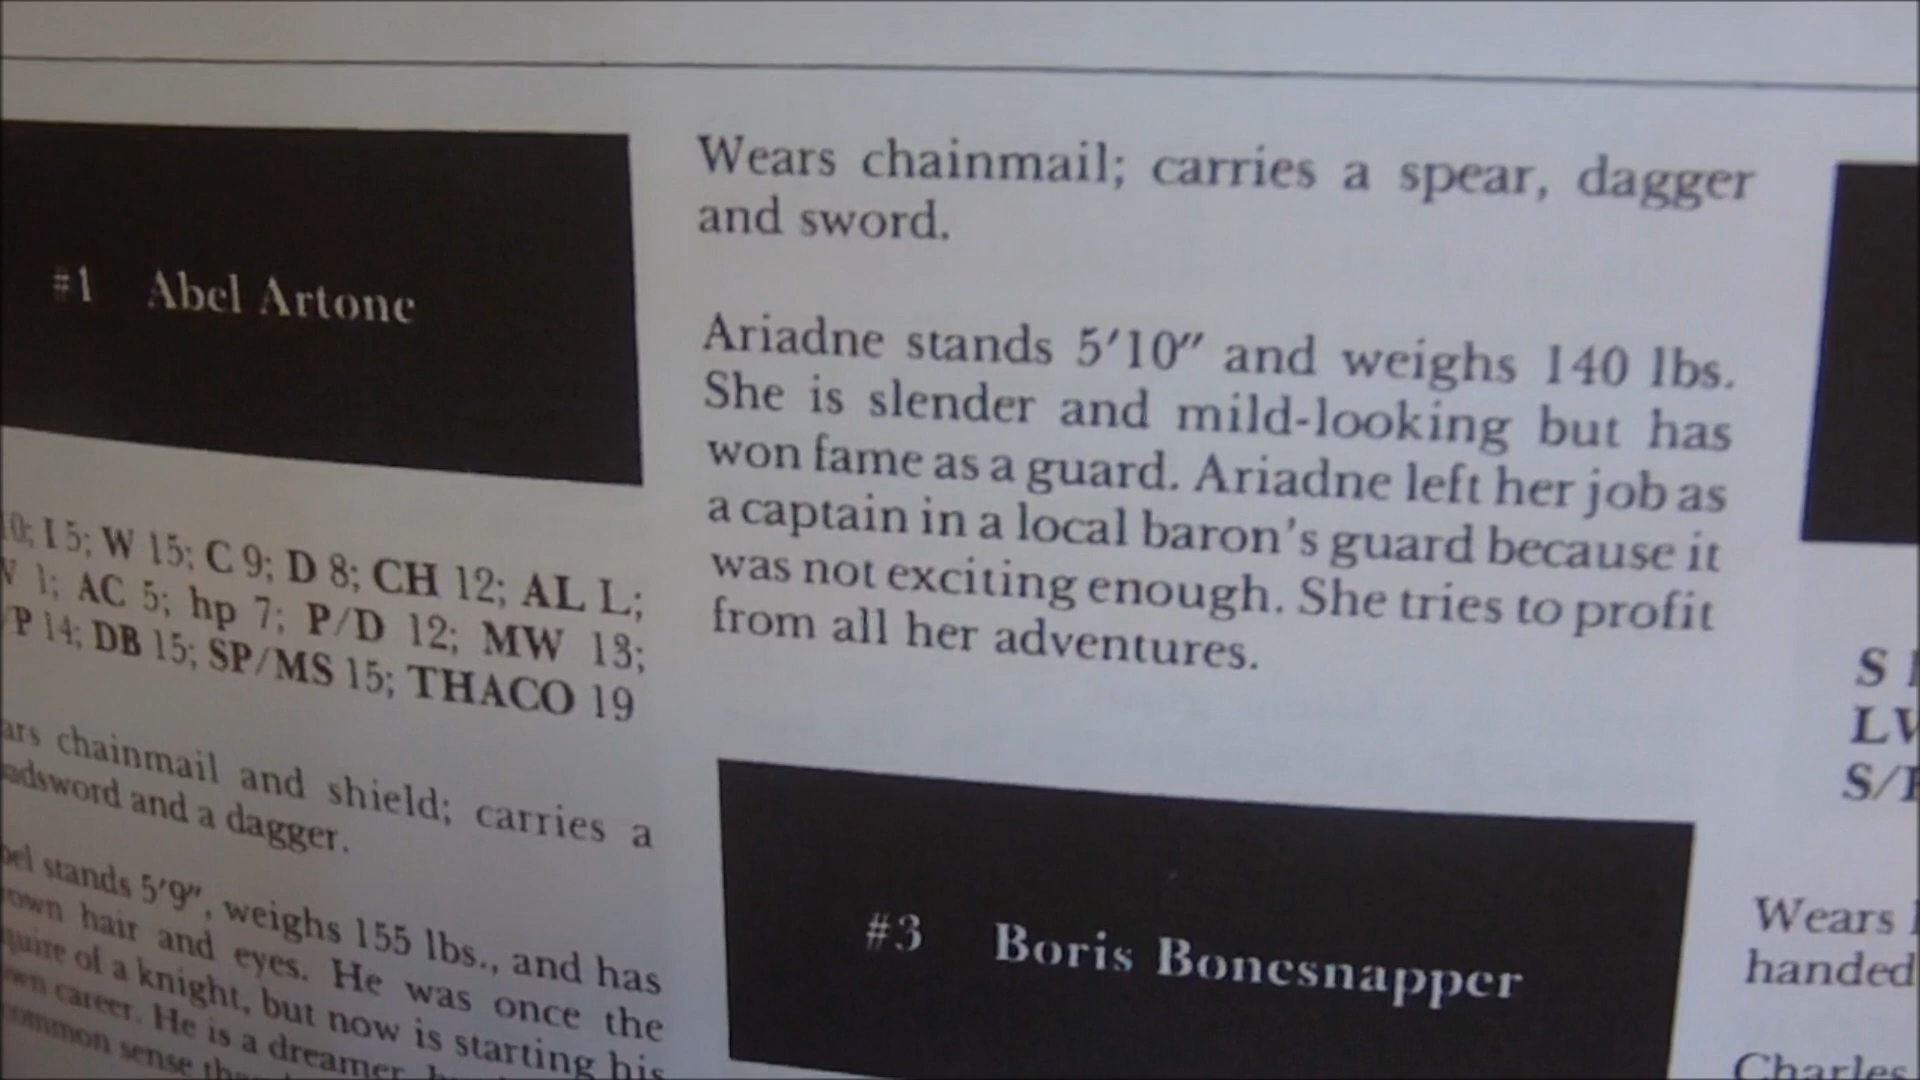 #1 Abel Artone
I 5; W 15; C 9; D 8; CH 12; AL L;
1; AC 5; hp 7; P/D 12; MW 13;
/P 14; DB 15; SP/MS 15; THACO 19
chainmail and shield; carries a
and a dagger.
stands 5'9", weighs 155 lbs., and has
hair and eyes. He was once the
of a knight, but now is starting his
career. He is a dreamer
sense
Wears chainmail; carries a spear, dagger
and sword.
Ariadne stands 5'10" and weighs 140 lbs.
She is slender and mild-looking but has
won fame as a guard. Ariadne left her job as
a captain in a local baron's guard because it
was not exciting enough. She tries to profit
from all her adventures.
#3 Boris Bonesnapper
S
Wears
handed
Charles